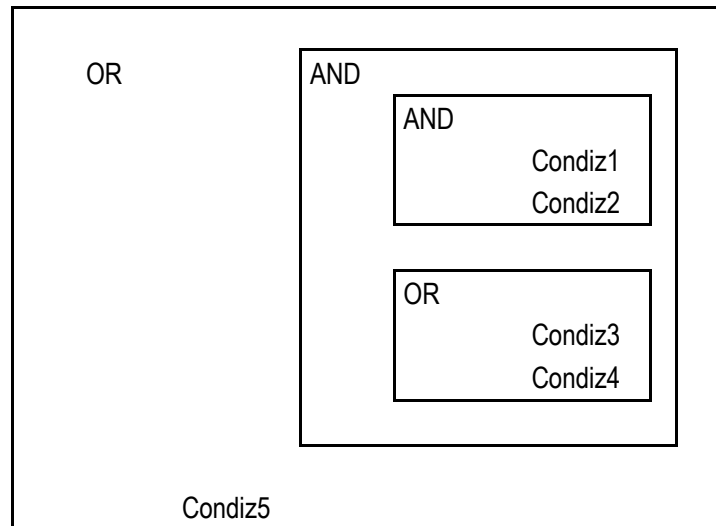 OR AND
AND
Condiz1
Condiz2
OR
Condiz3
Condiz4
Condiz5